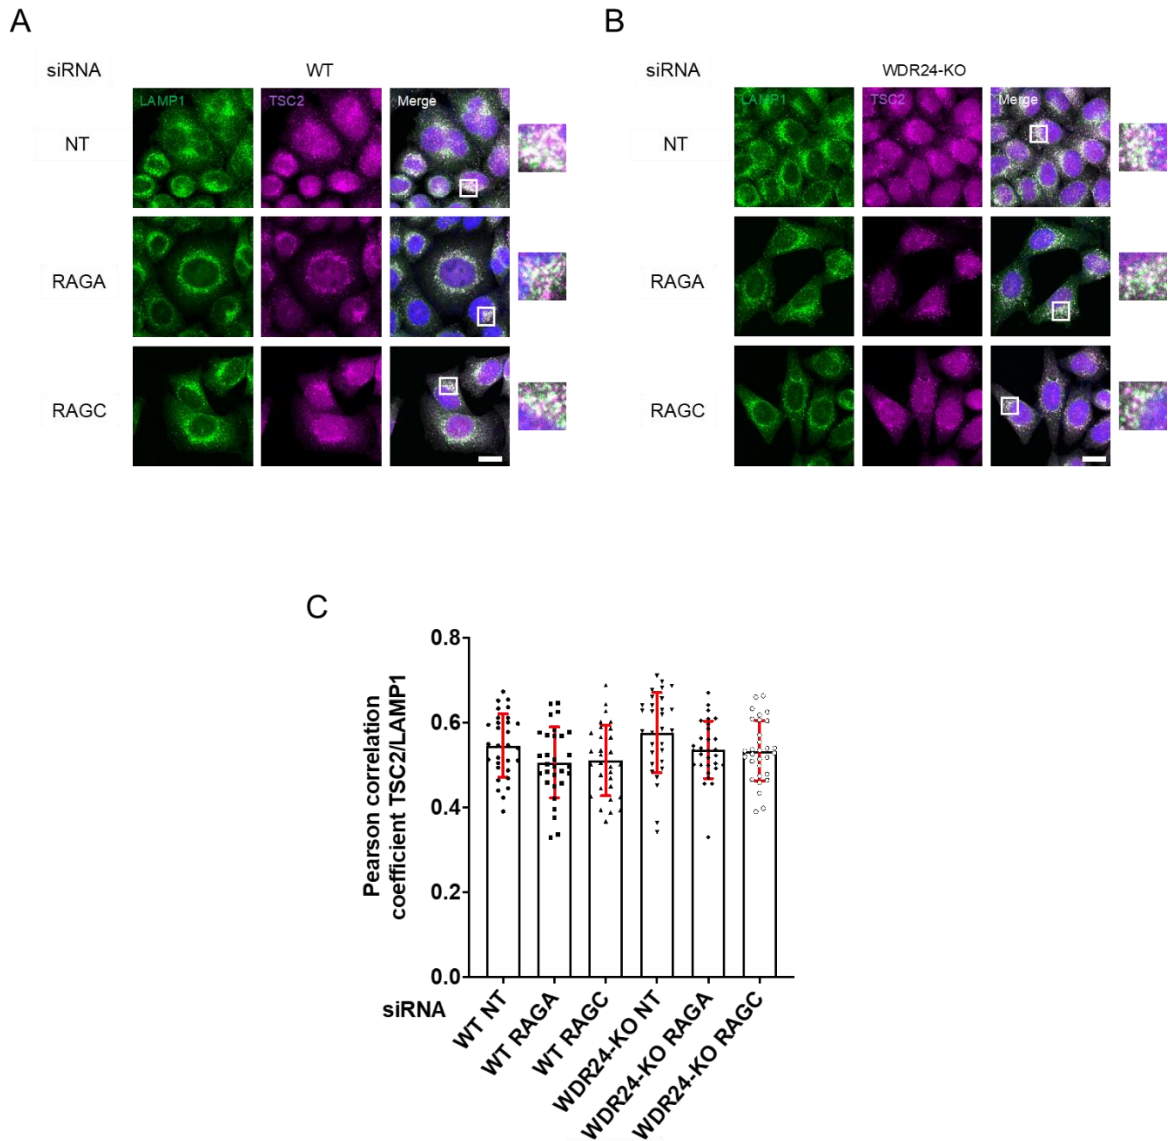 A
siRNA
WT
LAMP1
TSC2
Merge
NT
RAGA
RAGC
B
siRNA
WDR24-KO
LAMP1
TSC2
Merge
NT
RAGA
RAGC
C
Pearson correlation
coefficient TSC2/LAMP1
0.8
0.6
0.4
0.2
0.0
siRNA
WT NT
WT RAGA
WT RAGC
WDR24-KO NT
WDR24-KO RAGA
WDR24-KO RAGC